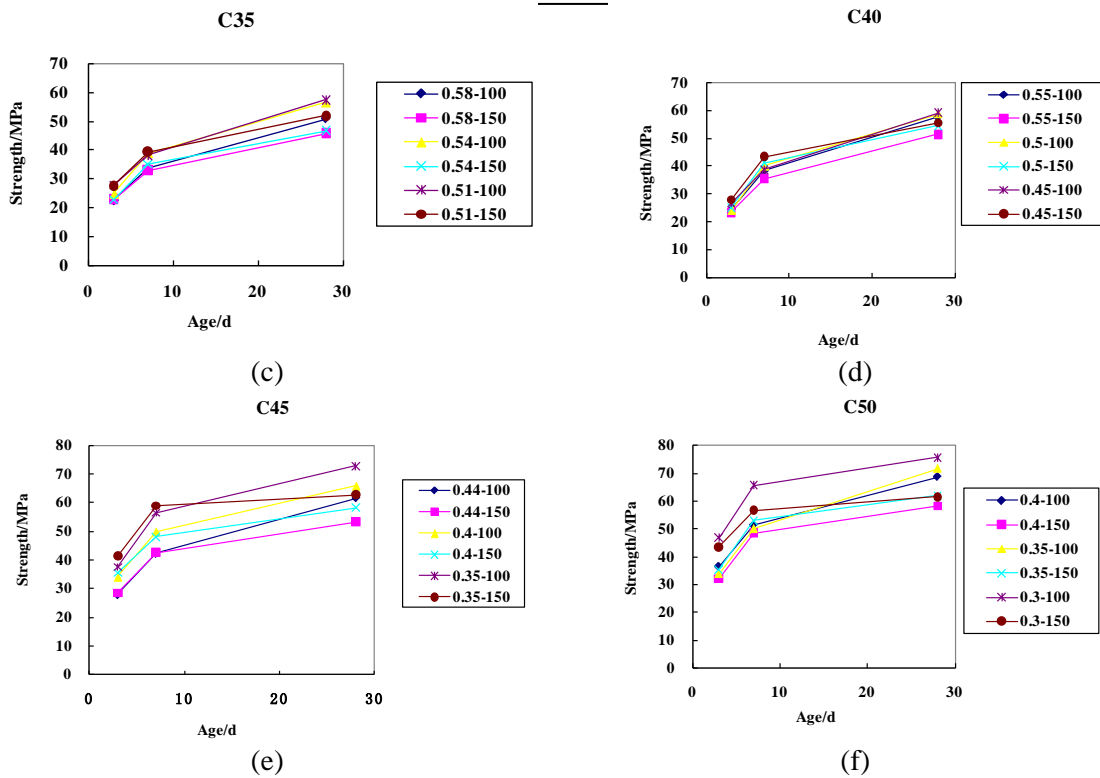 C35
Strength/MPa
70
60
50
40
30
20
10
0
0 10 20 30
Age/d
0.58-100
0.58-150
0.54-100
0.54-150
0.51-100
0.51-150
(c)
C40
Strength/MPa
70
60
50
40
30
20
10
0
0 10 20 30
Age/d
0.55-100
0.55-150
0.5-100
0.5-150
0.45-100
0.45-150
(d)
C45
Strength/MPa
80
70
60
50
40
30
20
10
0
0 10 20 30
Age/d
0.44-100
0.44-150
0.4-100
0.4-150
0.35-100
0.35-150
(e)
C50
Strength/MPa
80
70
60
50
40
30
20
10
0
0 10 20 30
Age/d
0.4-100
0.4-150
0.35-100
0.35-150
0.3-100
0.3-150
(f)